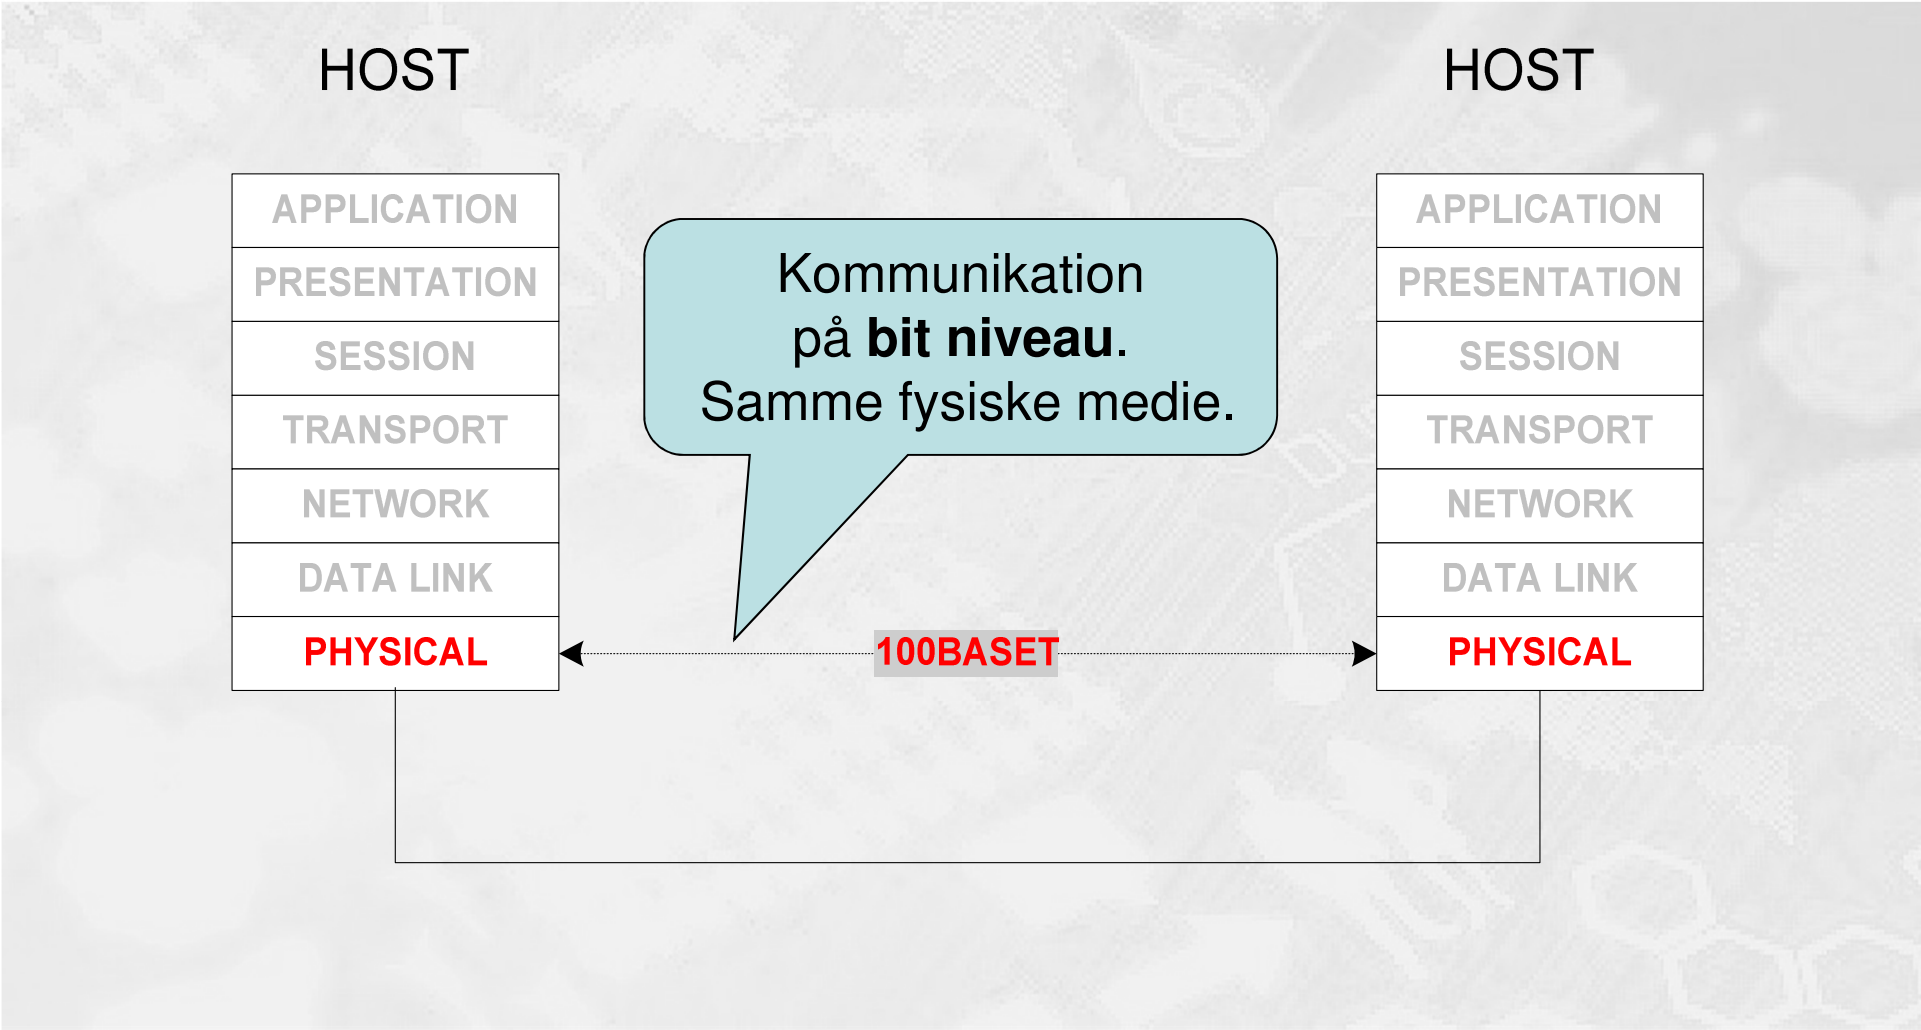 HOST
HOST
APPLICATION
PRESENTATION
SESSION
TRANSPORT
NETWORK
DATA LINK
PHYSICAL
Kommunikation
på bit niveau.
Samme fysiske medie.
100BASET
APPLICATION
PRESENTATION
SESSION
TRANSPORT
NETWORK
DATA LINK
PHYSICAL